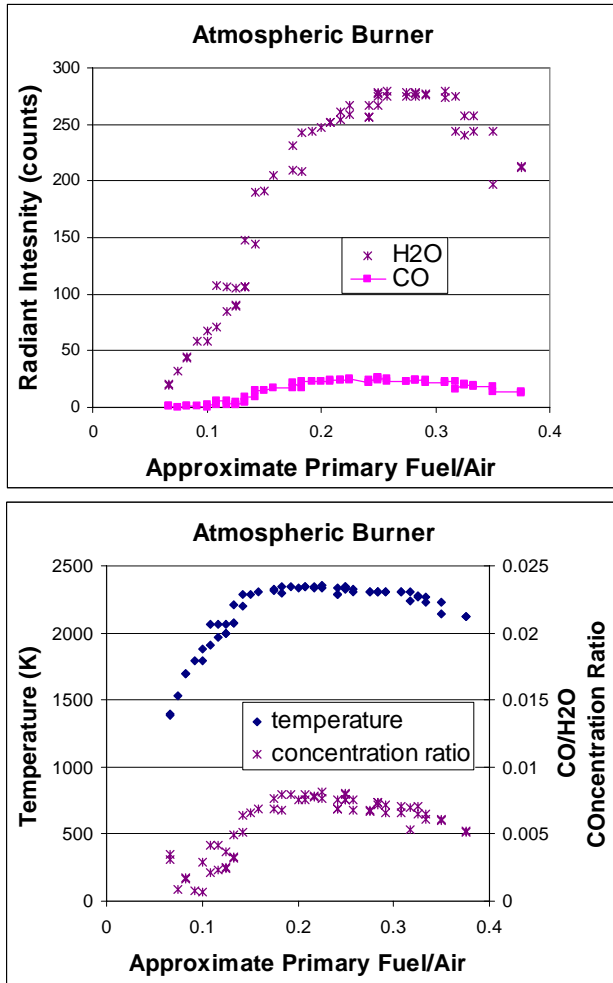 Atmospheric Burner
300
250
200
150
100
50
0
0
0.1
0.2
0.3
0.4
Radiant Intesnity (counts)
H2O
CO
Approximate Primary Fuel/Air
Atmospheric Burner
2500
2000
1500
1000
500
0
0.025
0.02
0.015
0.01
0.005
0
0
0.1
0.2
0.3
0.4
Temperature (K)
temperature
concentration ratio
CO/H2O
COncentration Ratio
Approximate Primary Fuel/Air